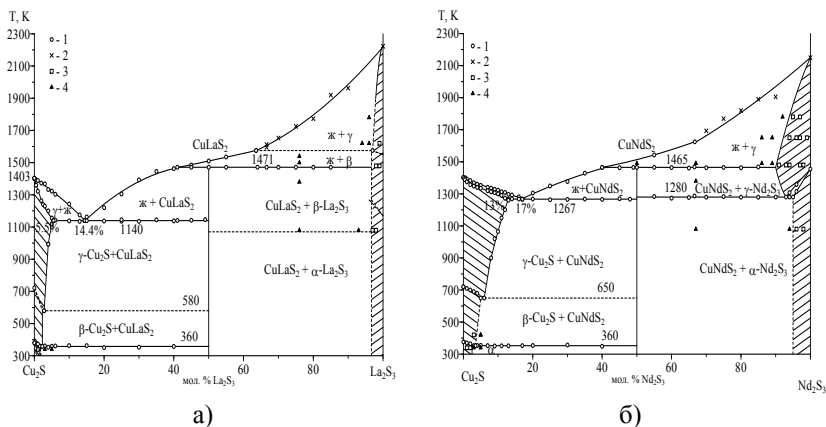 T, K
2300
2100
1900
1700
1500
1403
1300
1100
900
700
500
300
- 1
- 2
- 3
- 4
CuLaS2
ж + γ
1471
ж + β
γ+ж
ж + CuLaS2
CuLaS2 + β-La2S3
14.4%
1140
γ-Cu2S+CuLaS2
CuLaS2 + α-La2S3
580
β-Cu2S+CuLaS2
360
0 20 40 60 80
Cu2S
мол. % La2S3
La2S3
а)
T, K
2300
2100
1900
1700
1500
1300
1100
900
700
500
300
- 1
- 2
- 3
- 4
CuNdS2
ж + γ
1465
ж+CuNdS2
1280
CuNdS2 + γ-Nd2S3
13%
17%
1267
CuNdS2 + α-Nd2S3
γ-Cu2S + CuNdS2
650
β-Cu2S + CuNdS2
360
α
0 20 40 60 80 100
Cu2S
мол. % Nd2S3
Nd2S3
б)